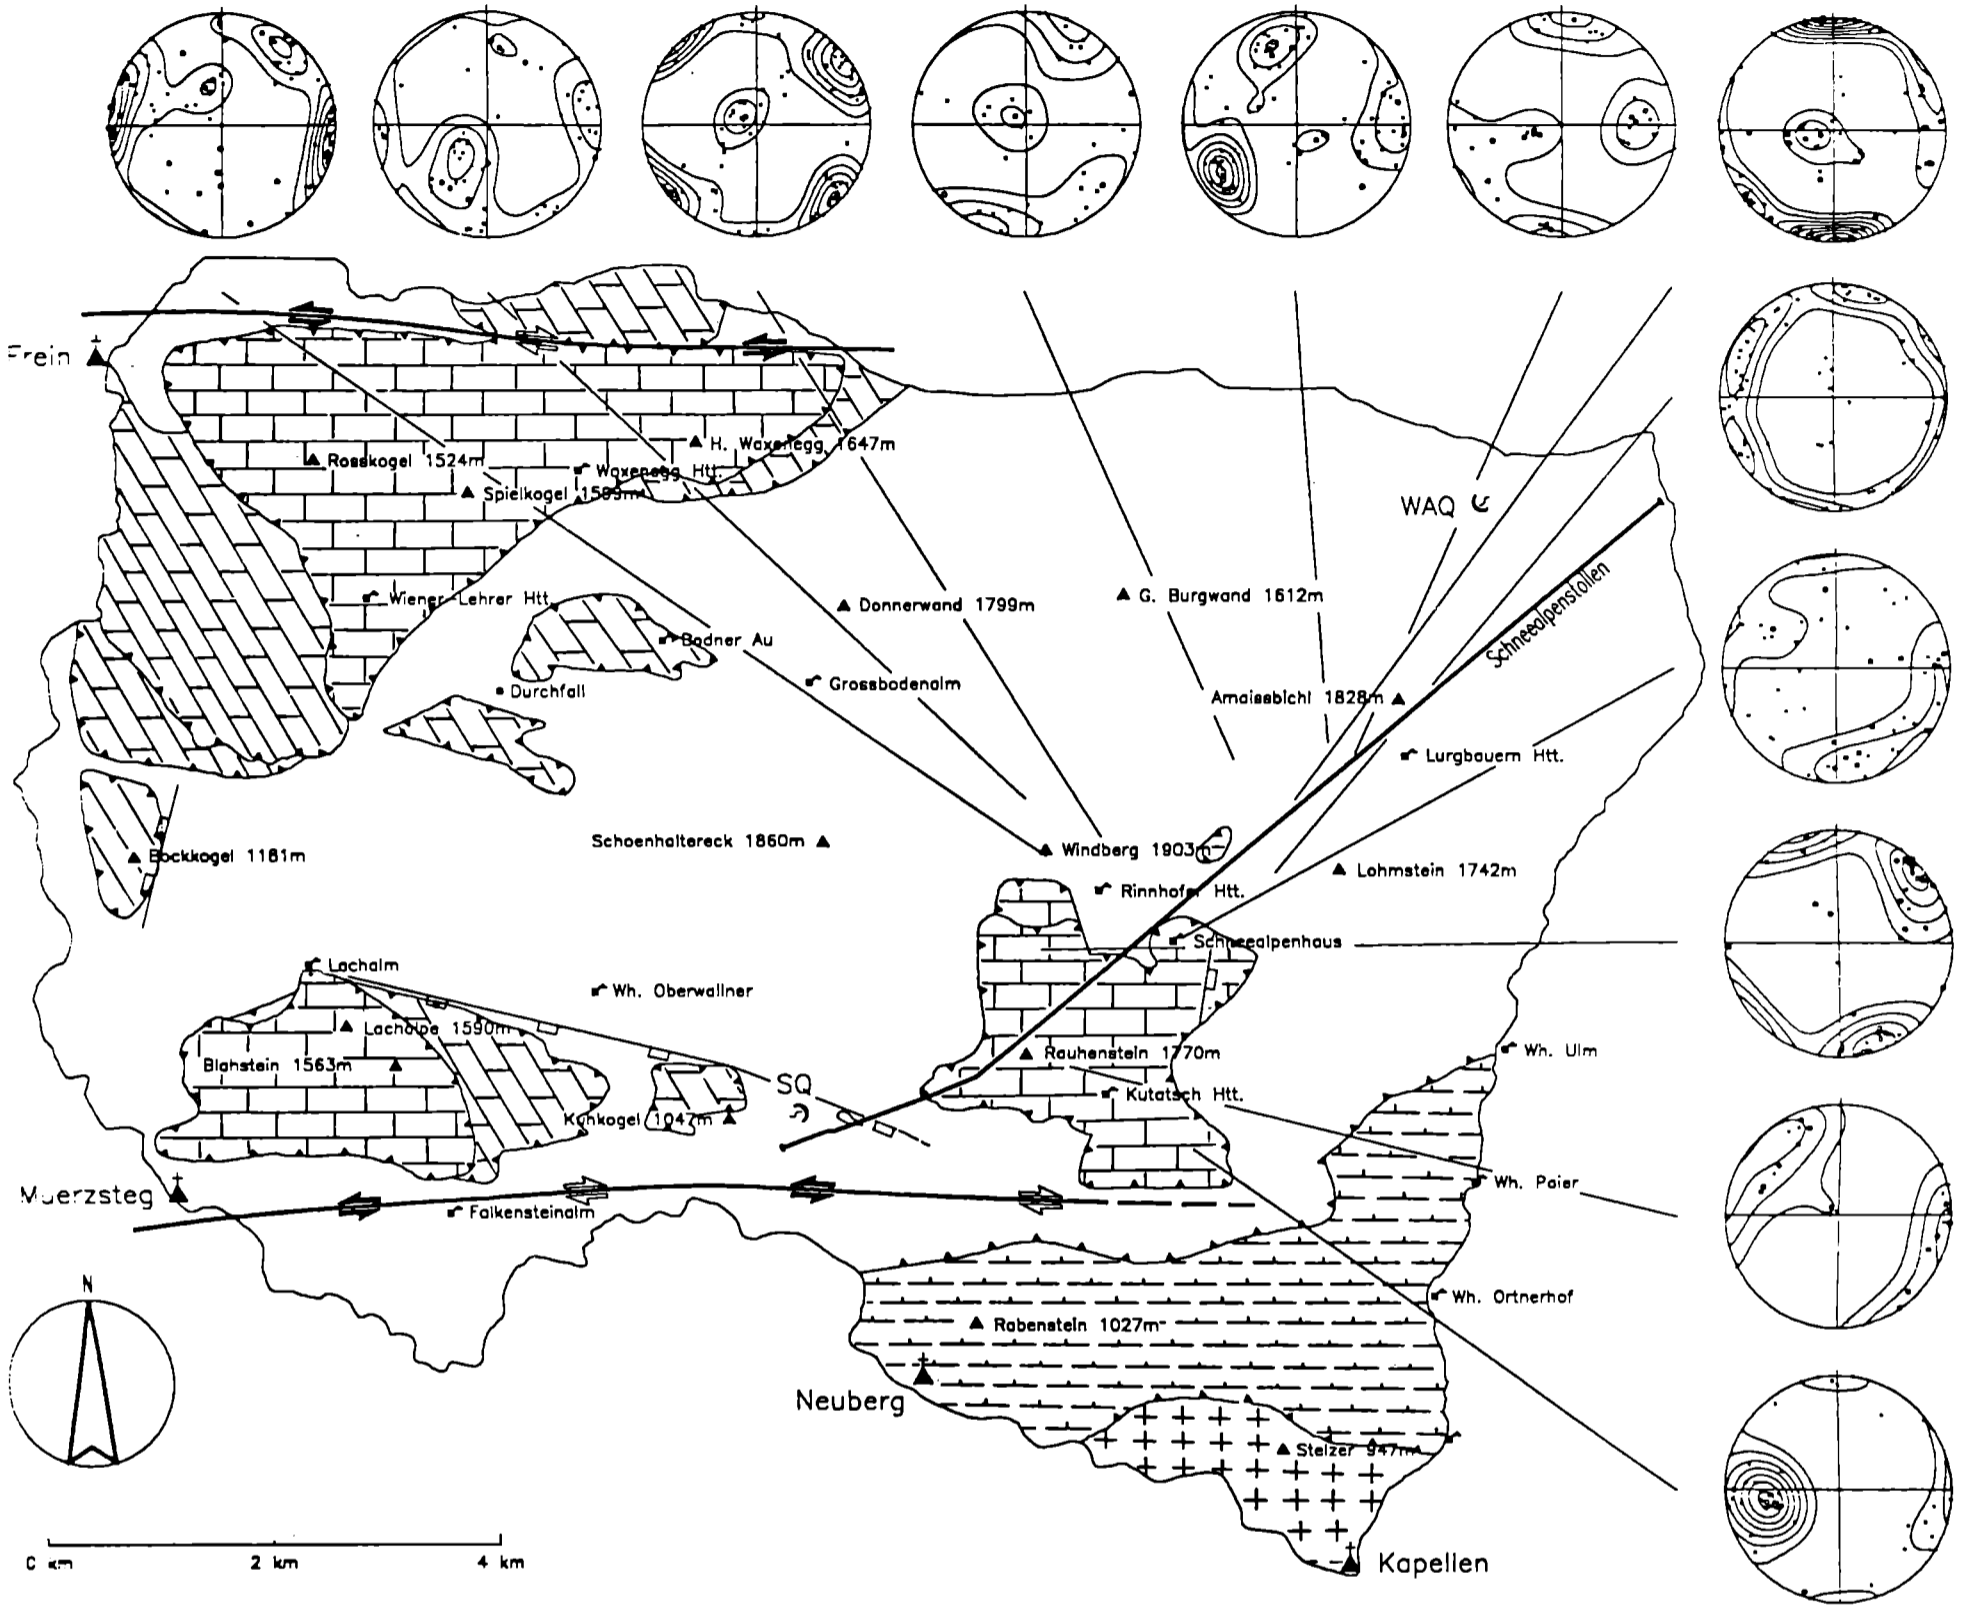 Frein
H. Waxenegg 1647m
Rosskogel 1524m
Waxenegg Htt.
Spielkogel 1589m
WAQ
Schneealpenstollen
Wiener-Lehrer Htt
Donnerwand 1799m
G. Burgwand 1612m
Bodner Au
Grossbodenalm
Durchfall
Amaissbichl 1828m
Lurgbauern Htt.
Schoenhaltereck 1860m
Windberg 1903m
Bockkogel 1181m
Lohmstein 1742m
Rinnhofer Htt.
Schneealpenhaus
Lachalm
Wh. Oberwallner
Lachalpe 1590m
Rauhenstein 1770m
Wh. Ulm
Blahstein 1563m
SQ
Kutatsch Htt.
Kuhkogel 1047m
Wh. Paier
Muerzsteg
Falkensteinalm
N
Wh. Ortnerhof
Rabenstein 1027m
Neuberg
Stelzer 947m
0 km 2 km 4 km
Kapellen